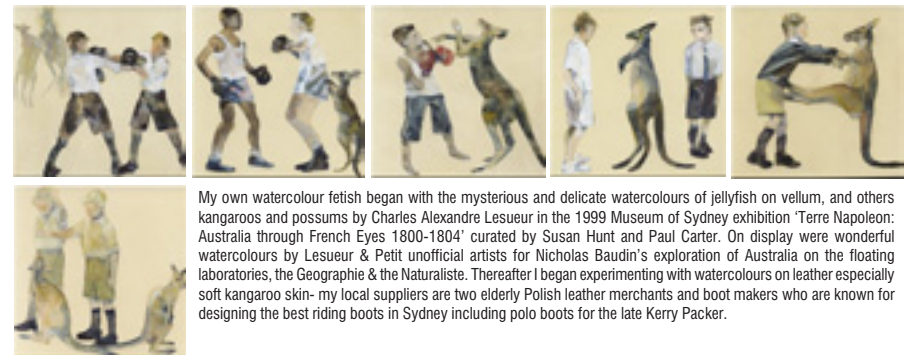 My own watercolour fetish began with the mysterious and delicate watercolours of jellyfish on vellum, and others
kangaroos and possums by Charles Alexandre Lesueur in the 1999 Museum of Sydney exhibition ‘Terre Napoleon:
Australia through French Eyes 1800-1804’ curated by Susan Hunt and Paul Carter. On display were wonderful
watercolours by Lesueur & Petit unofficial artists for Nicholas Baudin’s exploration of Australia on the floating
laboratories, the Geographie & the Naturaliste. Thereafter I began experimenting with watercolours on leather especially
soft kangaroo skin- my local suppliers are two elderly Polish leather merchants and boot makers who are known for
designing the best riding boots in Sydney including polo boots for the late Kerry Packer.